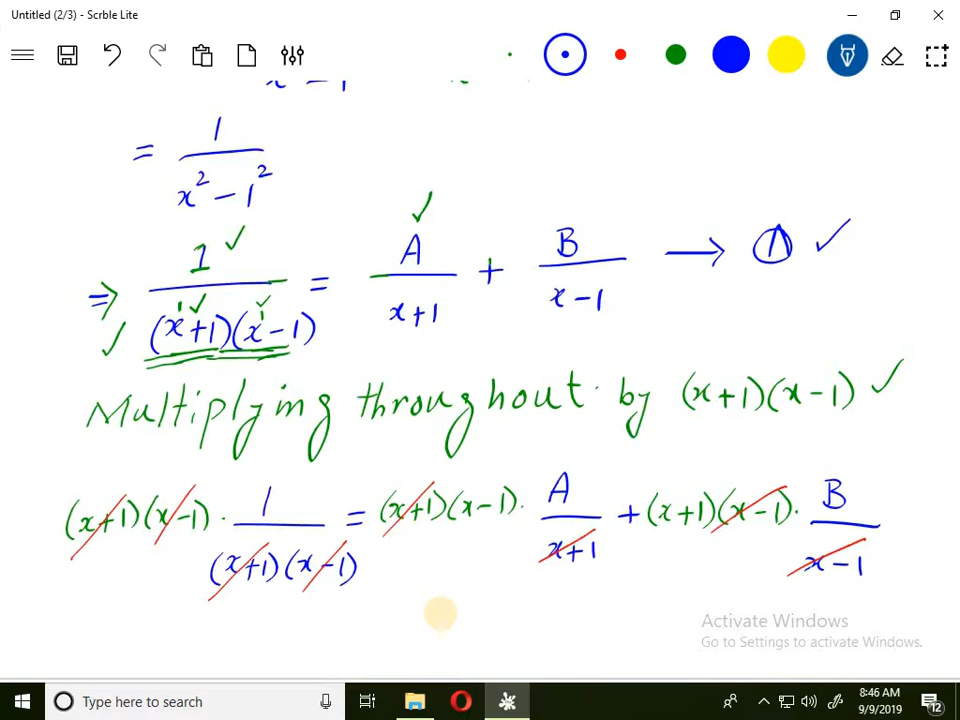 Untitled (2/3) - Scrble Lite
= 1 / (x² - 1²)
=> 1 / ((x+1)(x-1)) = A / (x+1) + B / (x-1) → Ⓐ ✓
Multiplying throughout by (x+1)(x-1) ✓
(x+1)(x-1) · 1 / ((x+1)(x-1)) = (x+1)(x-1) · A / (x+1) + (x+1)(x-1) · B / (x-1)
Activate Windows
Go to Settings to activate Windows.
Type here to search
8:46 AM
9/9/2019
12